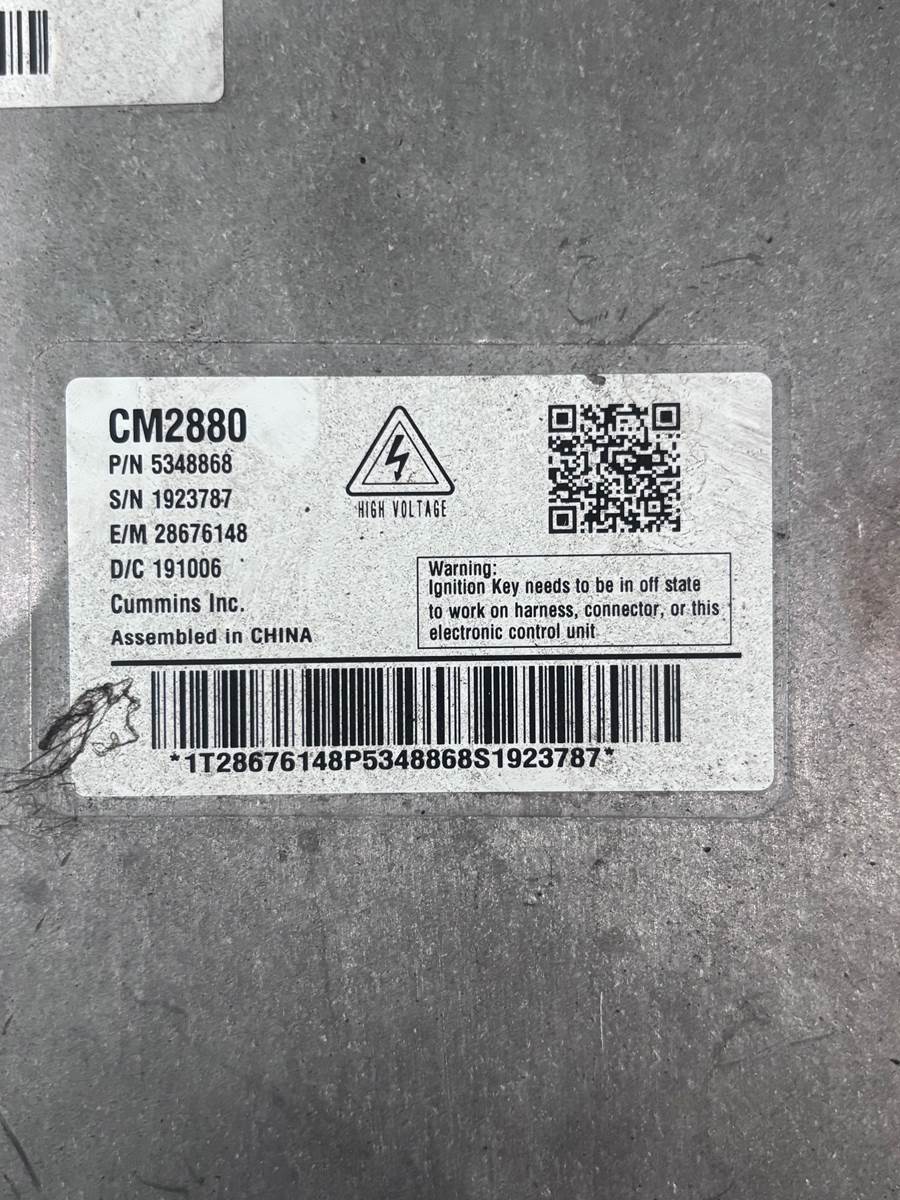 CM2880
P/N 5348868
S/N 1923787
E/M 28676148
D/C 191006
Cummins Inc.
Assembled in CHINA
HIGH VOLTAGE
Warning:
Ignition Key needs to be in off state
to work on harness, connector, or this
electronic control unit
*1T28676148P5348868S1923787*